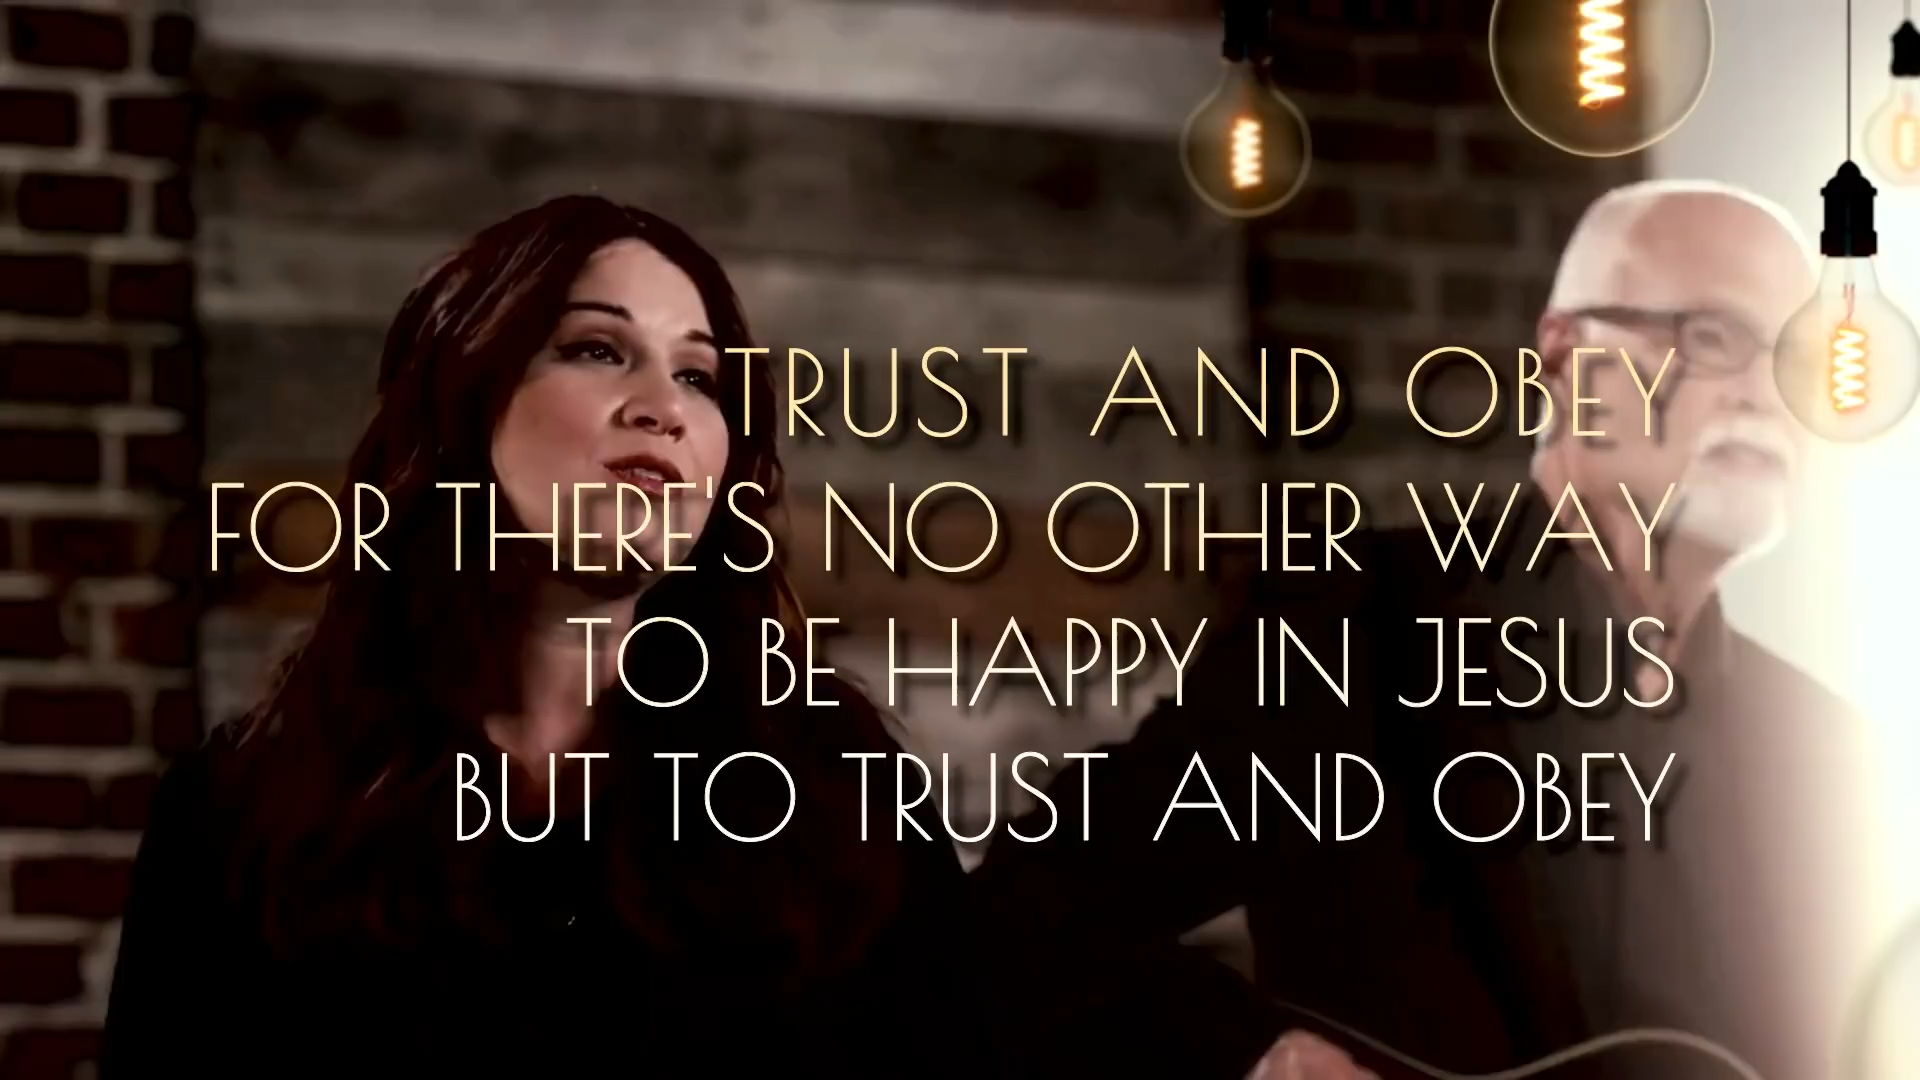 TRUST AND OBEY
FOR THERE'S NO OTHER WAY
TO BE HAPPY IN JESUS
BUT TO TRUST AND OBEY